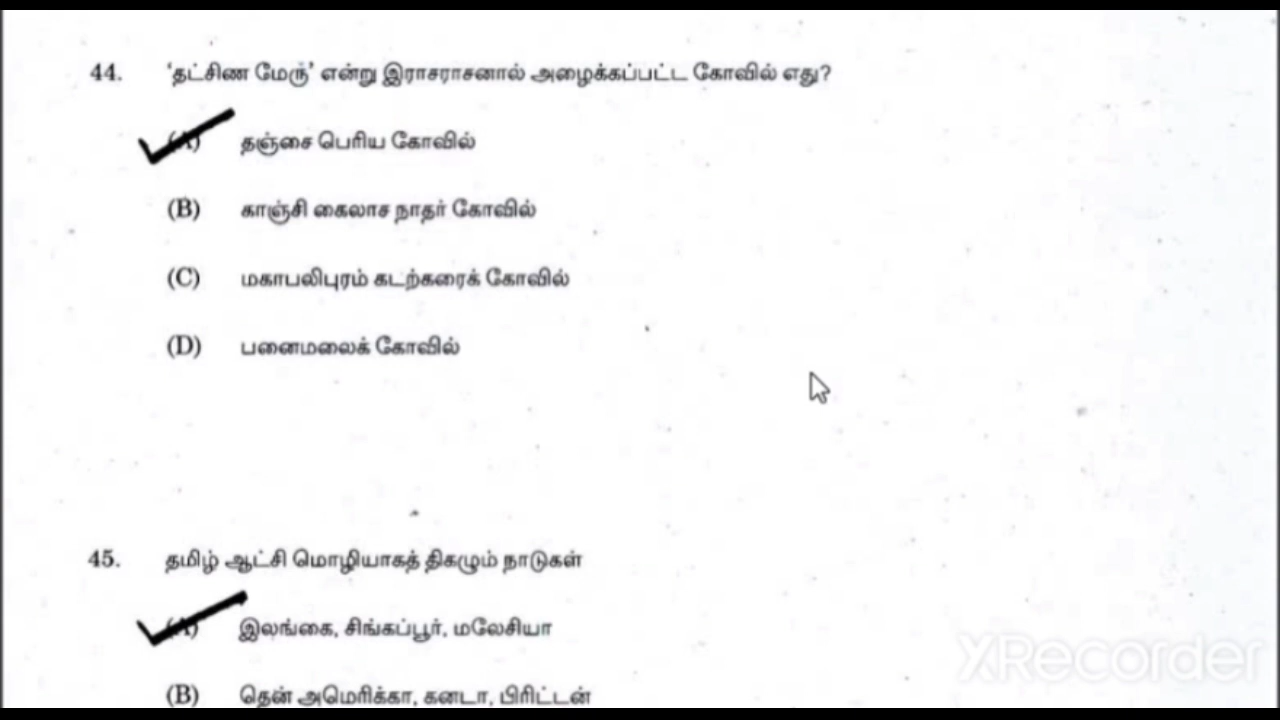 44. 'தட்சிண மேரு' என்று இராசராசனால் அழைக்கப்பட்ட கோவில் எது?
(A) தஞ்சை பெரிய கோவில்
(B) காஞ்சி கைலாச நாதர் கோவில்
(C) மகாபலிபுரம் கடற்கரைக் கோவில்
(D) பனைமலைக் கோவில்
45. தமிழ் ஆட்சி மொழியாகத் திகழும் நாடுகள்
(A) இலங்கை, சிங்கப்பூர், மலேசியா
(B) தென் அமெரிக்கா, கனடா, பிரிட்டன்
XRecorder